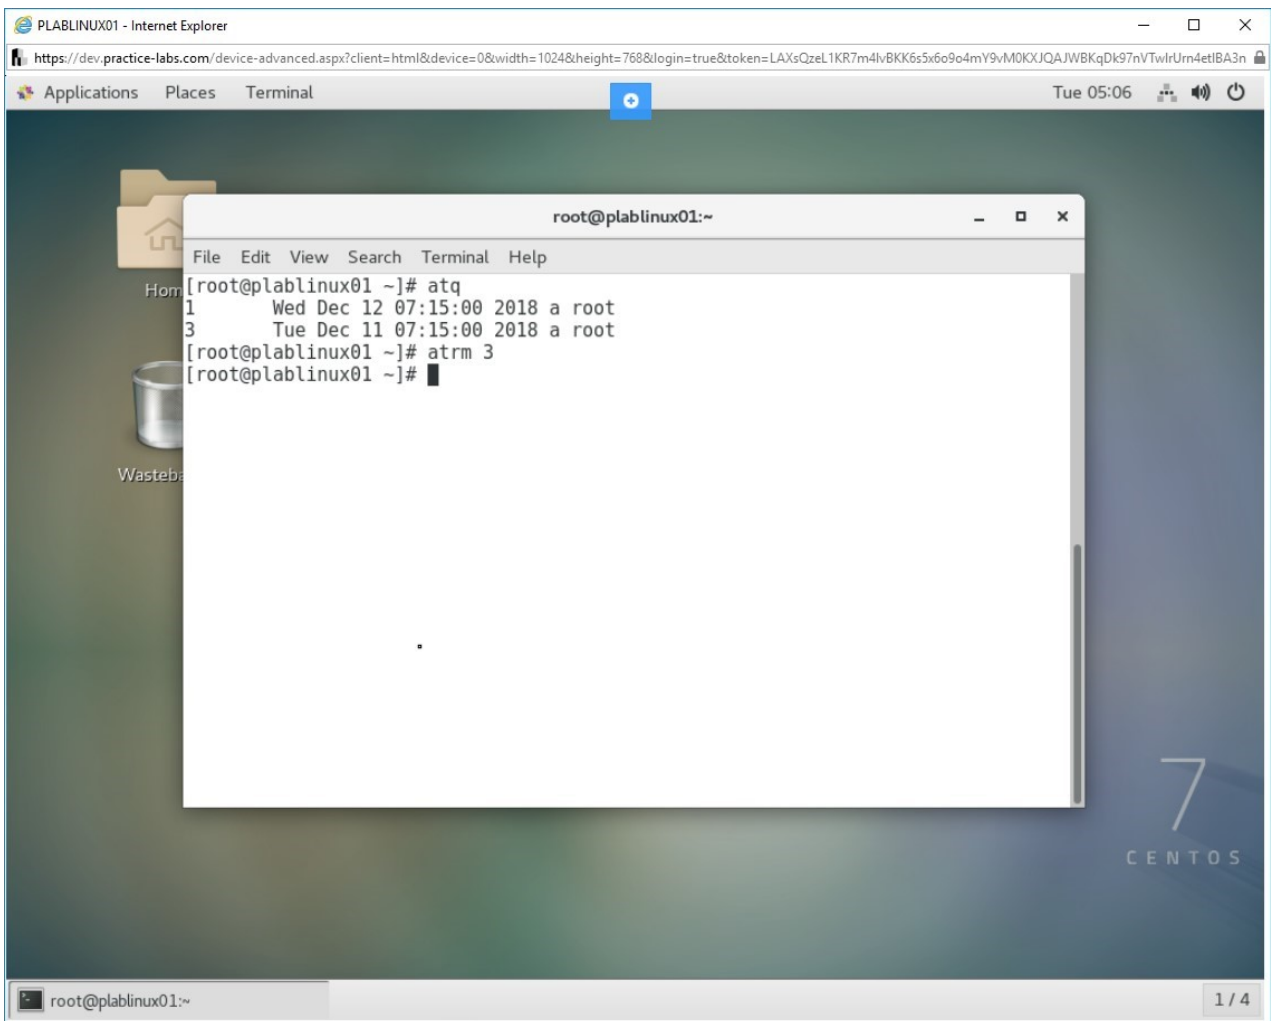 PLABLINUX01 - Internet Explorer
https://dev.practice-labs.com/device-advanced.aspx?client=html&device=0&width=1024&height=768&login=true&token=
Applications Places Terminal Tue 05:06
root@plablinux01:~
File Edit View Search Terminal Help
[root@plablinux01 ~]# atq
1 Wed Dec 12 07:15:00 2018 a root
3 Tue Dec 11 07:15:00 2018 a root
[root@plablinux01 ~]# atrm 3
[root@plablinux01 ~]#
Hom
Wasteba
7
CENTOS
root@plablinux01:~
1 / 4